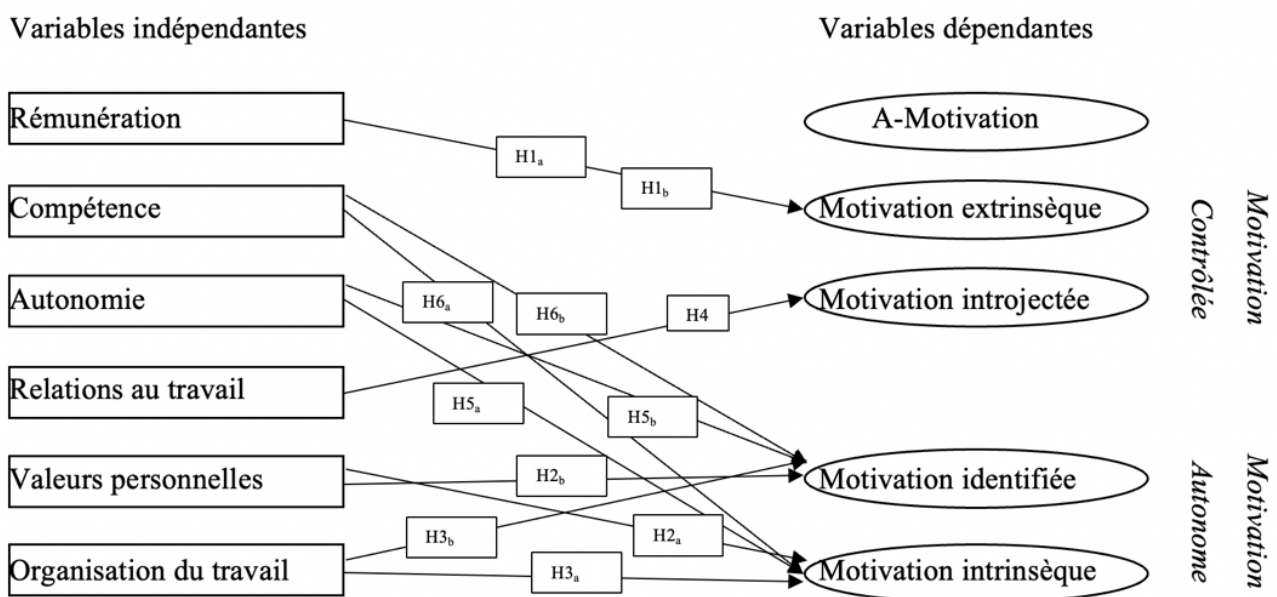 Variables indépendantes
Variables dépendantes
Rémunération
A-Motivation
H1a
H1b
Compétence
Motivation extrinsèque
Motivation
Contrôlée
Autonomie
H6a
H6b
H4
Motivation introjectée
Relations au travail
H5a
H5b
Valeurs personnelles
H2b
Motivation identifiée
Motivation
Autonome
H3b
H2a
Organisation du travail
H3a
Motivation intrinsèque